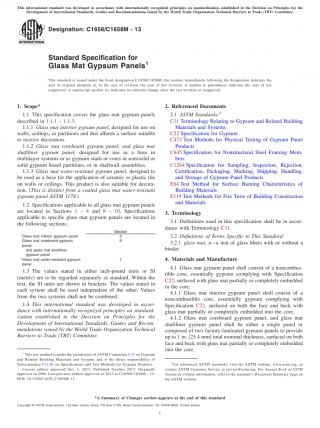 This international standard was developed in accordance with internationally recognized principles on standardization established in the Decision on Principles for the
Development of International Standards, Guides and Recommendations issued by the World Trade Organization Technical Barriers to Trade (TBT) Committee.
Designation: C1658/C1658M − 13
INTERNATIONAL
Standard Specification for
Glass Mat Gypsum Panels1
This standard is issued under the fixed designation C1658/C1658M; the number immediately following the designation indicates the
year of original adoption or, in the case of revision, the year of last revision. A number in parentheses indicates the year of last
reapproval. A superscript epsilon (ε) indicates an editorial change since the last revision or reapproval.
1. Scope*
1.1 This specification covers the glass mat gypsum panels
described in 1.1.1 – 1.1.3.
1.1.1 Glass mat interior gypsum panel, designed for use on
walls, ceilings, or partitions and that affords a surface suitable
to receive decoration.
1.1.2 Glass mat coreboard gypsum panel, and glass mat
shaftliner gypsum panel, designed for use as a base in
multilayer systems or as gypsum studs or cores in semisolid or
solid gypsum board partitions, or in shaftwall assemblies.
1.1.3 Glass mat water-resistant gypsum panel, designed to
be used as a base for the application of ceramic or plastic tile
on walls or ceilings. This product is also suitable for decora-
tion. (This is distinct from a coated glass mat water-resistant
gypsum panel ASTM 1178.)
1.2 Specifications applicable to all glass mat gypsum panels
are located in Sections 1 – 4 and 8 – 10. Specifications
applicable to specific glass mat gypsum panels are located in
the following sections:
Section
Glass mat interior gypsum panel 5
Glass mat coreboard gypsum 6
panel
and glass mat shaftliner
gypsum panel
Glass mat water-resistant gypsum 7
panel
1.3 The values stated in either inch-pound units or SI
(metric) are to be regarded separately as standard. Within the
text, the SI units are shown in brackets. The values stated in
each system shall be used independent of the other. Values
from the two systems shall not be combined.
1.4 This international standard was developed in accor-
dance with internationally recognized principles on standard-
ization established in the Decision on Principles for the
Development of International Standards, Guides and Recom-
mendations issued by the World Trade Organization Technical
Barriers to Trade (TBT) Committee.
1 This test method is under the jurisdiction of ASTM Committee C11 on Gypsum
and Related Building Materials and Systems and is the direct responsibility of
Subcommittee C11.01 on Specifications and Test Methods for Gypsum Products.
Current edition approved Oct. 1, 2013. Published October 2013. Originally
approved in 2006. Last previous edition approved in 2012 as C1658/C1658M – 12.
DOI: 10.1520/C1658_C1658M-13.
2. Referenced Documents
2.1 ASTM Standards:2
C11 Terminology Relating to Gypsum and Related Building
Materials and Systems
C22 Specification for Gypsum
C473 Test Methods for Physical Testing of Gypsum Panel
Products
C645 Specification for Nonstructural Steel Framing Mem-
bers
C1264 Specification for Sampling, Inspection, Rejection,
Certification, Packaging, Marking, Shipping, Handling,
and Storage of Gypsum Panel Products
E84 Test Method for Surface Burning Characteristics of
Building Materials
E119 Test Methods for Fire Tests of Building Construction
and Materials
3. Terminology
3.1 Definitions used in this specification shall be in accor-
dance with Terminology C11.
3.2 Definitions of Terms Specific to This Standard:
3.2.1 glass mat, n—a mat of glass fibers with or without a
binder.
4. Materials and Manufacture
4.1 Glass mat gypsum panel shall consist of a noncombus-
tible core, essentially gypsum complying with Specification
C22, surfaced with glass mat partially or completely embedded
in the core.
4.1.1 Glass mat interior gypsum panel shall consist of a
noncombustible core, essentially gypsum complying with
Specification C22, surfaced on both the face and back with
glass mat partially or completely embedded into the core.
4.1.2 Glass mat coreboard gypsum panel, and glass mat
shaftliner gypsum panel shall be either a single panel or
composed of two factory-laminated gypsum panels to provide
up to 1 in. [25.4 mm] total nominal thickness, surfaced on both
face and back with glass mat partially or completely embedded
into the core.
2 For referenced ASTM standards, visit the ASTM website, www.astm.org, or
contact ASTM Customer Service at service@astm.org. For Annual Book of ASTM
Standards volume information, refer to the standard's Document Summary page on
the ASTM website.
*A Summary of Changes section appears at the end of this standard
Copyright © ASTM International, 100 Barr Harbor Drive, PO Box C700, West Conshohocken, PA 19428-2959. United States
1